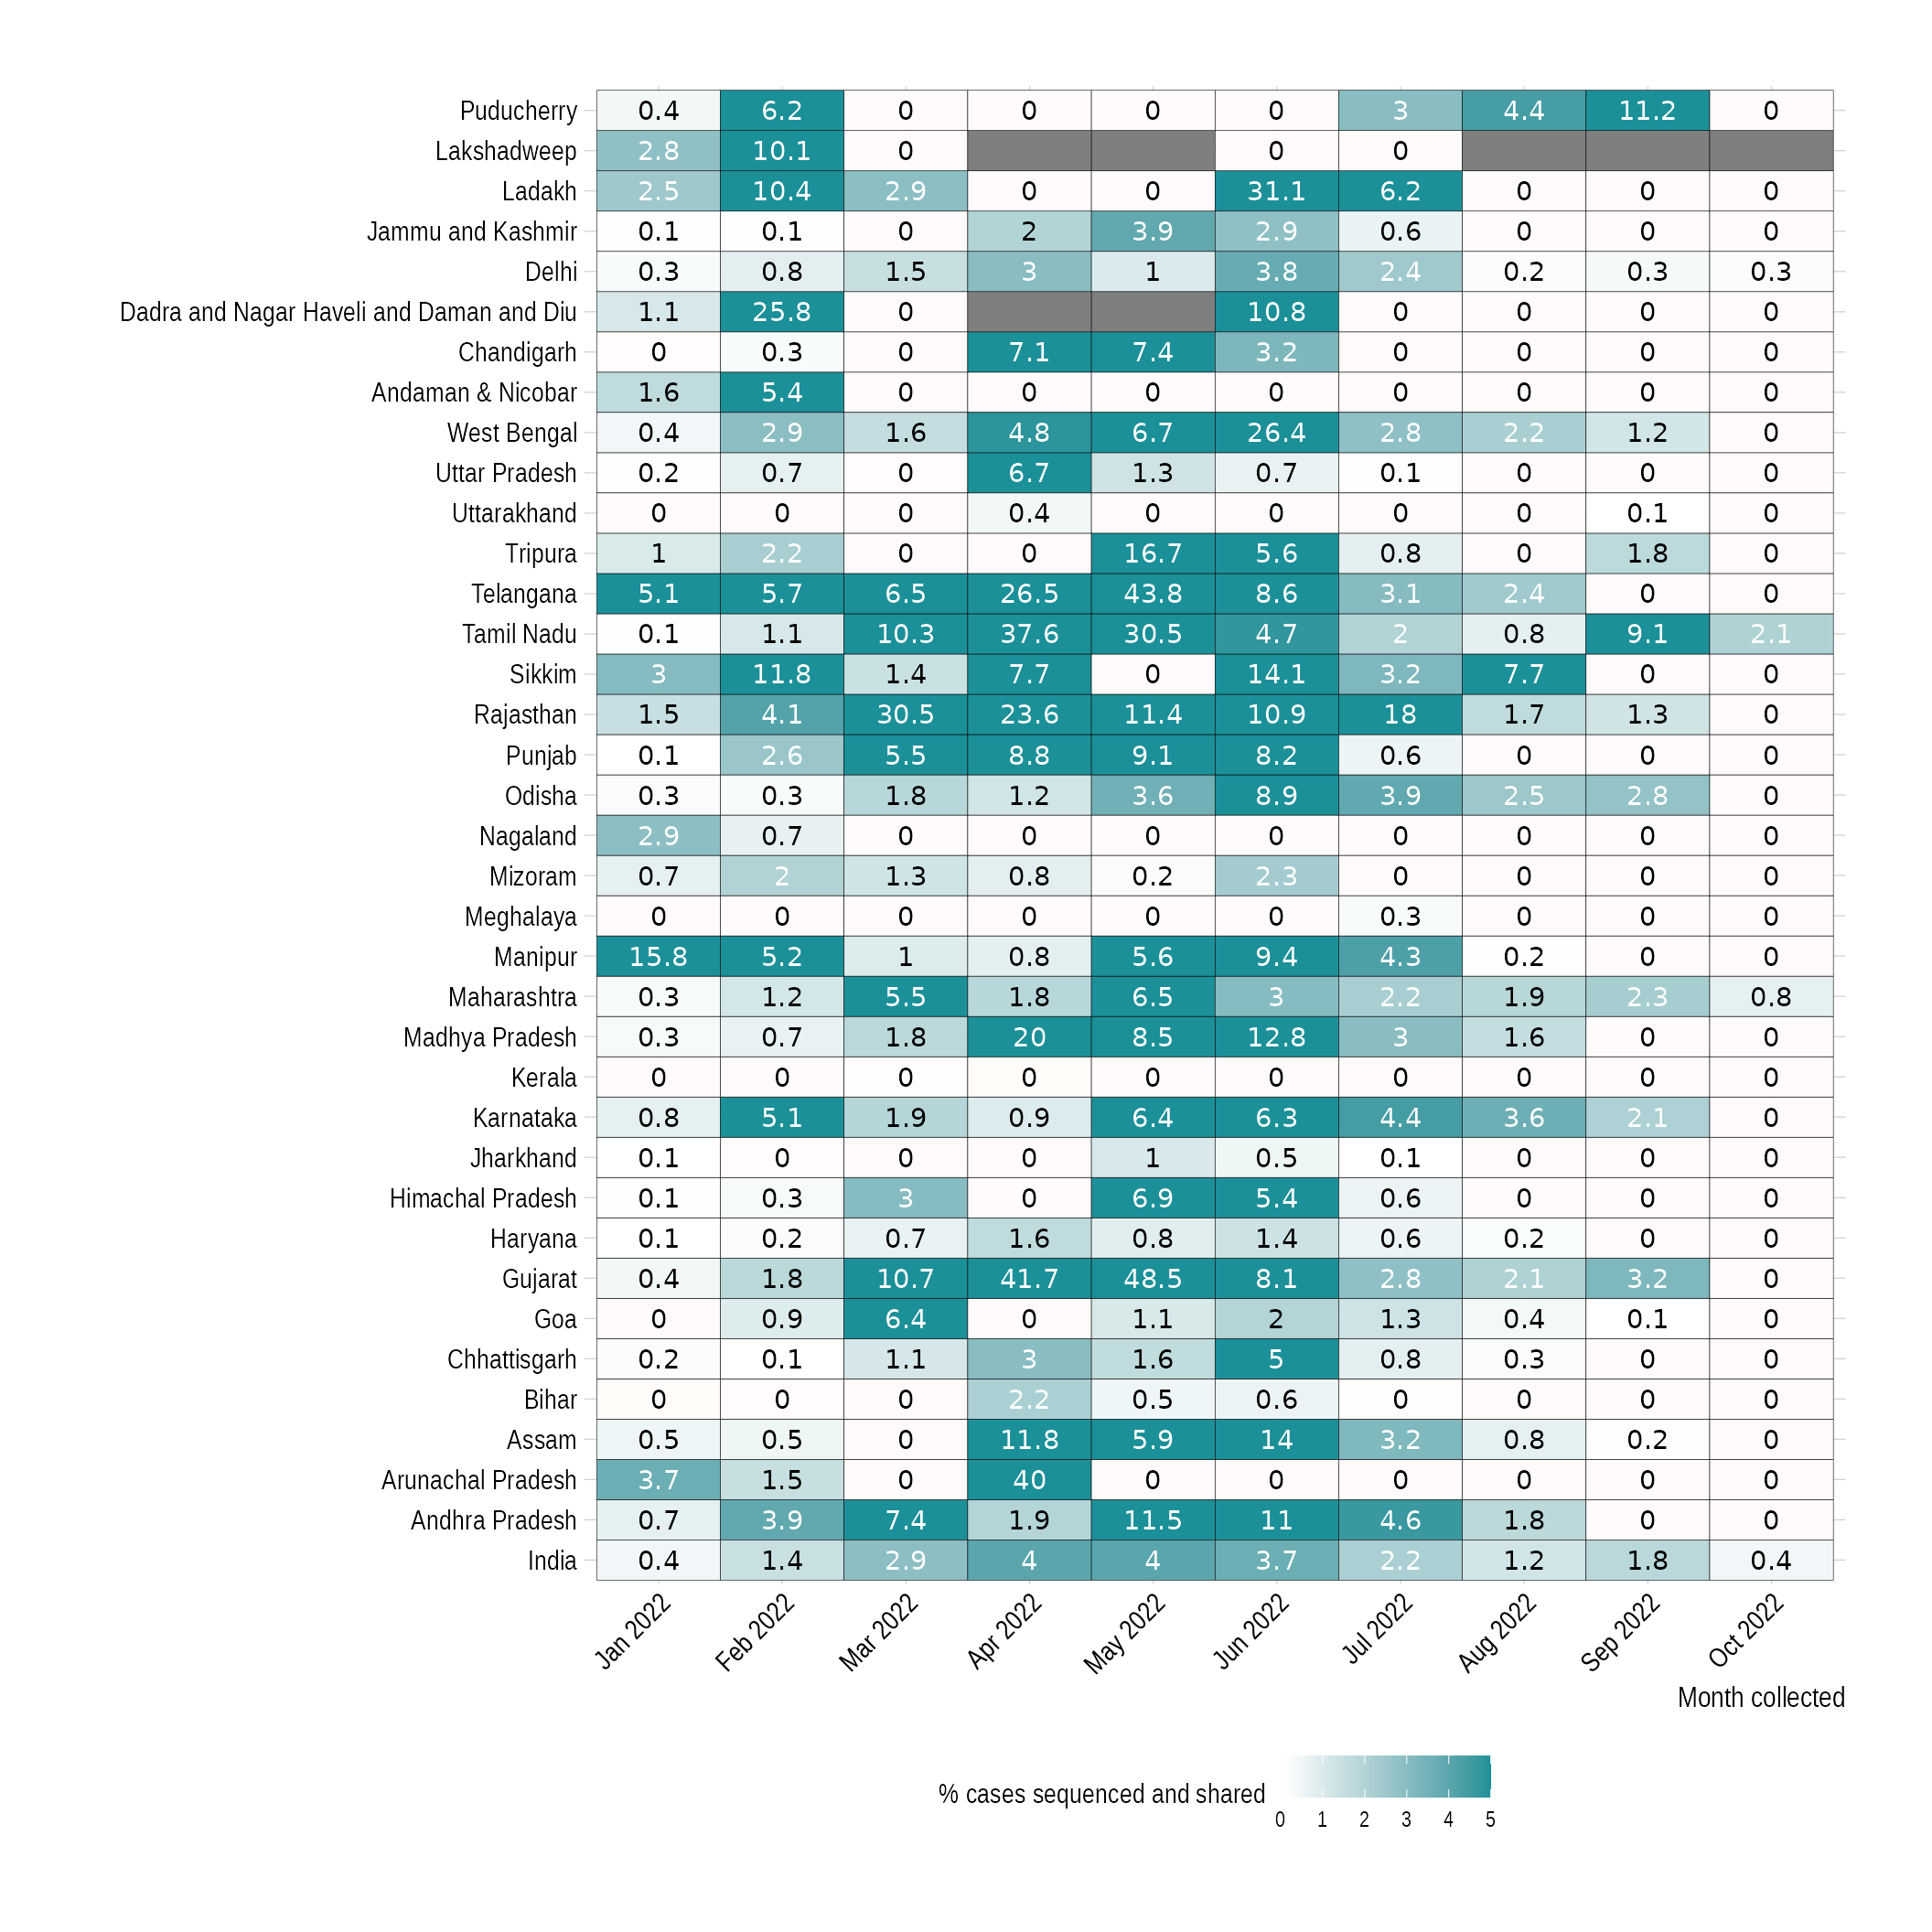 Puducherry 0.4 6.2 0 0 0 0 3 4.4 11.2 0
Lakshadweep 2.8 10.1 0 0 0
Ladakh 2.5 10.4 2.9 0 0 31.1 6.2 0 0 0
Jammu and Kashmir 0.1 0.1 0 2 3.9 2.9 0.6 0 0 0
Delhi 0.3 0.8 1.5 3 1 3.8 2.4 0.2 0.3 0.3
Dadra and Nagar Haveli and Daman and Diu 1.1 25.8 0 10.8 0 0 0 0
Chandigarh 0 0.3 0 7.1 7.4 3.2 0 0 0 0
Andaman & Nicobar 1.6 5.4 0 0 0 0 0 0 0 0
West Bengal 0.4 2.9 1.6 4.8 6.7 26.4 2.8 2.2 1.2 0
Uttar Pradesh 0.2 0.7 0 6.7 1.3 0.7 0.1 0 0 0
Uttarakhand 0 0 0 0.4 0 0 0 0 0.1 0
Tripura 1 2.2 0 0 16.7 5.6 0.8 0 1.8 0
Telangana 5.1 5.7 6.5 26.5 43.8 8.6 3.1 2.4 0 0
Tamil Nadu 0.1 1.1 10.3 37.6 30.5 4.7 2 0.8 9.1 2.1
Sikkim 3 11.8 1.4 7.7 0 14.1 3.2 7.7 0 0
Rajasthan 1.5 4.1 30.5 23.6 11.4 10.9 18 1.7 1.3 0
Punjab 0.1 2.6 5.5 8.8 9.1 8.2 0.6 0 0 0
Odisha 0.3 0.3 1.8 1.2 3.6 8.9 3.9 2.5 2.8 0
Nagaland 2.9 0.7 0 0 0 0 0 0 0 0
Mizoram 0.7 2 1.3 0.8 0.2 2.3 0 0 0 0
Meghalaya 0 0 0 0 0 0 0.3 0 0 0
Manipur 15.8 5.2 1 0.8 5.6 9.4 4.3 0.2 0 0
Maharashtra 0.3 1.2 5.5 1.8 6.5 3 2.2 1.9 2.3 0.8
Madhya Pradesh 0.3 0.7 1.8 20 8.5 12.8 3 1.6 0 0
Kerala 0 0 0 0 0 0 0 0 0 0
Karnataka 0.8 5.1 1.9 0.9 6.4 6.3 4.4 3.6 2.1 0
Jharkhand 0.1 0 0 0 1 0.5 0.1 0 0 0
Himachal Pradesh 0.1 0.3 3 0 6.9 5.4 0.6 0 0 0
Haryana 0.1 0.2 0.7 1.6 0.8 1.4 0.6 0.2 0 0
Gujarat 0.4 1.8 10.7 41.7 48.5 8.1 2.8 2.1 3.2 0
Goa 0 0.9 6.4 0 1.1 2 1.3 0.4 0.1 0
Chhattisgarh 0.2 0.1 1.1 3 1.6 5 0.8 0.3 0 0
Bihar 0 0 0 2.2 0.5 0.6 0 0 0 0
Assam 0.5 0.5 0 11.8 5.9 14 3.2 0.8 0.2 0
Arunachal Pradesh 3.7 1.5 0 40 0 0 0 0 0 0
Andhra Pradesh 0.7 3.9 7.4 1.9 11.5 11 4.6 1.8 0 0
India 0.4 1.4 2.9 4 4 3.7 2.2 1.2 1.8 0.4
Jan 2022 Feb 2022 Mar 2022 Apr 2022 May 2022 Jun 2022 Jul 2022 Aug 2022 Sep 2022 Oct 2022
Month collected
% cases sequenced and shared
0 1 2 3 4 5